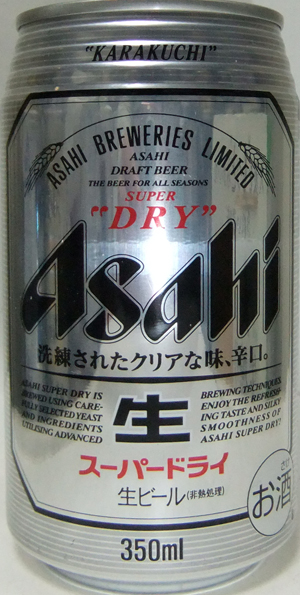 "KARAKUCHI"
ASAHI BREWERIES LIMITED
ASAHI
DRAFT BEER
THE BEER FOR ALL SEASONS
SUPER
"DRY"
Asahi
洗練されたクリアな味、辛口。
ASAHI SUPER DRY IS
BREWED USING CARE-
FULLY SELECTED YEAST
AND INGREDIENTS
UTILISING ADVANCED
BREWING TECHNIQUES.
ENJOY THE REFRESH-
ING TASTE AND SILKY
SMOOTHNESS OF
ASAHI SUPER DRY.
生
スーパードライ
生ビール(非熱処理)
お酒
350ml